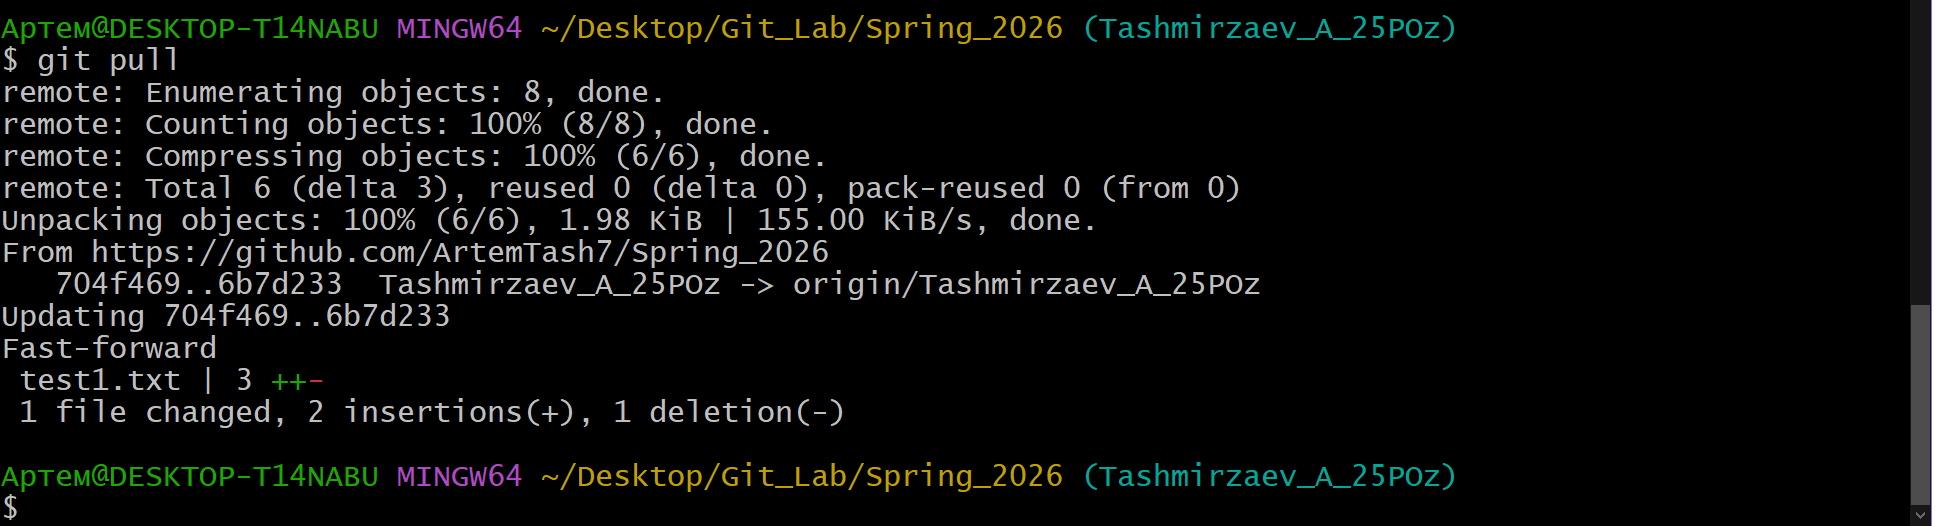 Артем@DESKTOP-T14NABU MINGW64 ~/Desktop/Git_Lab/Spring_2026 (Tashmirzaev_A_25POz)
$ git pull
remote: Enumerating objects: 8, done.
remote: Counting objects: 100% (8/8), done.
remote: Compressing objects: 100% (6/6), done.
remote: Total 6 (delta 3), reused 0 (delta 0), pack-reused 0 (from 0)
Unpacking objects: 100% (6/6), 1.98 KiB | 155.00 KiB/s, done.
From https://github.com/ArtemTash7/Spring_2026
   704f469..6b7d233  Tashmirzaev_A_25POz -> origin/Tashmirzaev_A_25POz
Updating 704f469..6b7d233
Fast-forward
 test1.txt | 3 ++-
 1 file changed, 2 insertions(+), 1 deletion(-)
Артем@DESKTOP-T14NABU MINGW64 ~/Desktop/Git_Lab/Spring_2026 (Tashmirzaev_A_25POz)
$